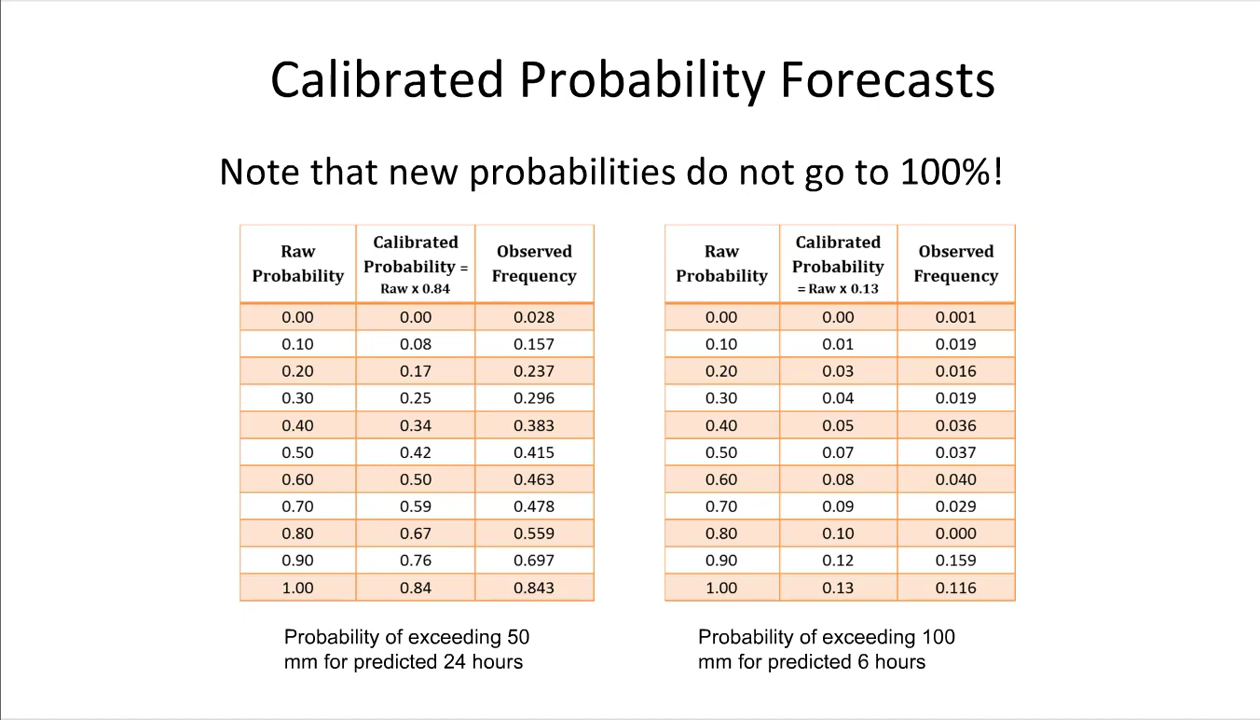 Calibrated Probability Forecasts
Note that new probabilities do not go to 100%!
Raw Probability | Calibrated Probability = Raw x 0.84 | Observed Frequency
0.00 | 0.00 | 0.028
0.10 | 0.08 | 0.157
0.20 | 0.17 | 0.237
0.30 | 0.25 | 0.296
0.40 | 0.34 | 0.383
0.50 | 0.42 | 0.415
0.60 | 0.50 | 0.463
0.70 | 0.59 | 0.478
0.80 | 0.67 | 0.559
0.90 | 0.76 | 0.697
1.00 | 0.84 | 0.843
Probability of exceeding 50
mm for predicted 24 hours
Raw Probability | Calibrated Probability = Raw x 0.13 | Observed Frequency
0.00 | 0.00 | 0.001
0.10 | 0.01 | 0.019
0.20 | 0.03 | 0.016
0.30 | 0.04 | 0.019
0.40 | 0.05 | 0.036
0.50 | 0.07 | 0.037
0.60 | 0.08 | 0.040
0.70 | 0.09 | 0.029
0.80 | 0.10 | 0.000
0.90 | 0.12 | 0.159
1.00 | 0.13 | 0.116
Probability of exceeding 100
mm for predicted 6 hours